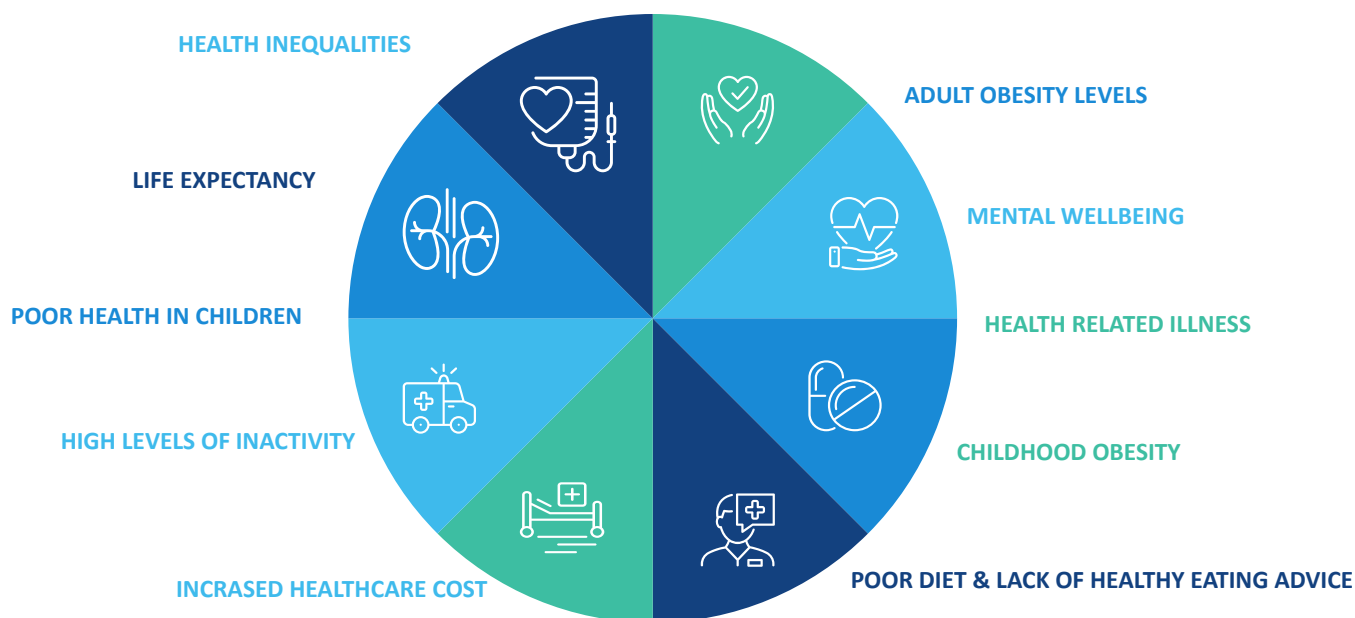 HEALTH INEQUALITIES
ADULT OBESITY LEVELS
LIFE EXPECTANCY
MENTAL WELLBEING
POOR HEALTH IN CHILDREN
HEALTH RELATED ILLNESS
HIGH LEVELS OF INACTIVITY
CHILDHOOD OBESITY
INCRASED HEALTHCARE COST
POOR DIET & LACK OF HEALTHY EATING ADVICE